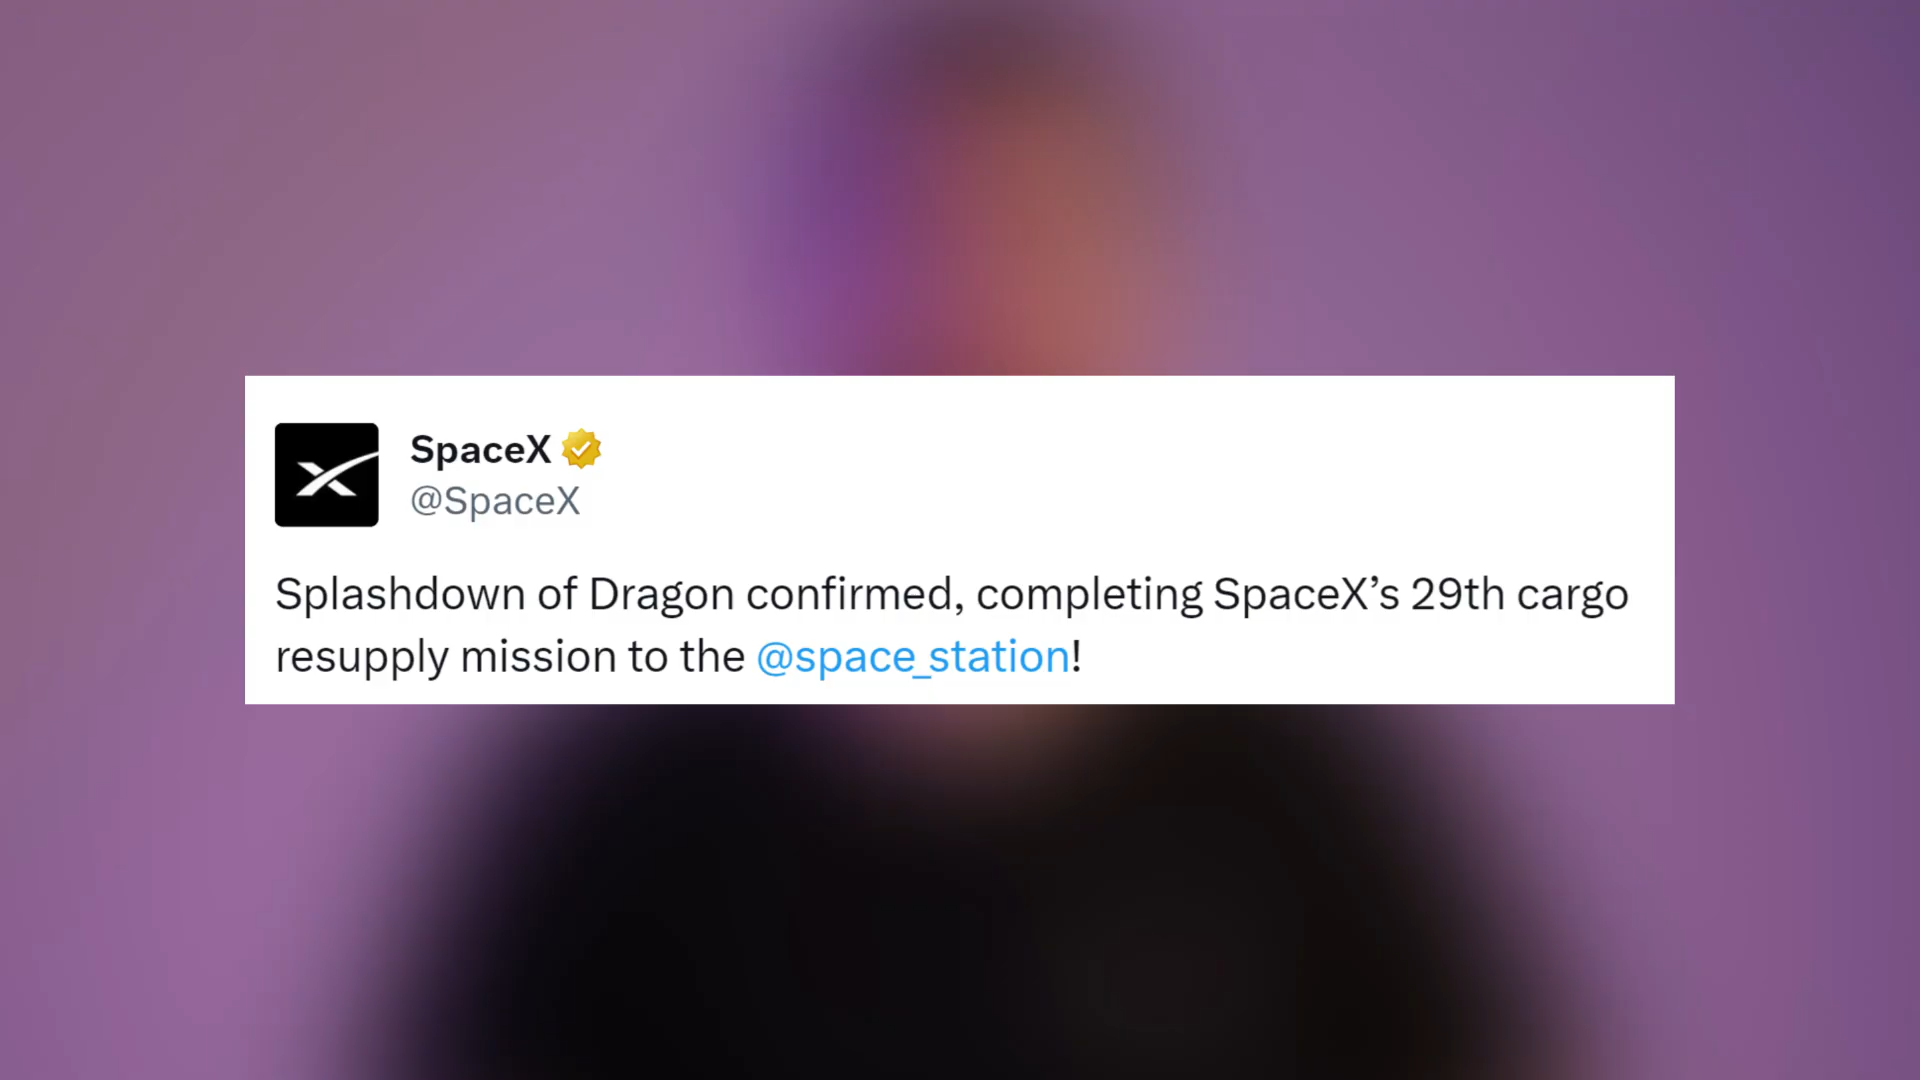 SpaceX
@SpaceX
Splashdown of Dragon confirmed, completing SpaceX’s 29th cargo
resupply mission to the @space_station!